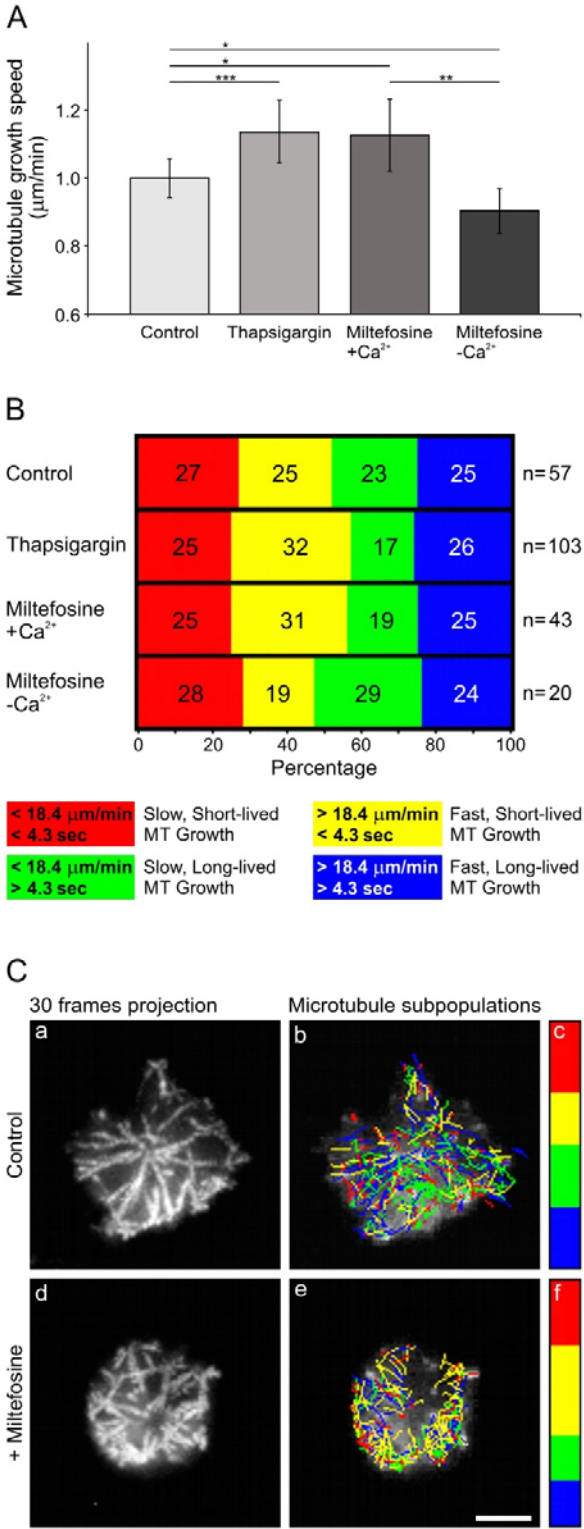 A
Microtubule growth speed
(μm/min)
*
*
***
**
1.2
1.0
0.8
0.6
Control
Thapsigargin
Miltefosine
+Ca²⁺
Miltefosine
-Ca²⁺
B
Control
27
25
23
25
n=57
Thapsigargin
25
32
17
26
n=103
Miltefosine
+Ca²⁺
25
31
19
25
n=43
Miltefosine
-Ca²⁺
28
19
29
24
n=20
0
20
40
60
80
100
Percentage
< 18.4 μm/min
< 4.3 sec
Slow, Short-lived
MT Growth
> 18.4 μm/min
< 4.3 sec
Fast, Short-lived
MT Growth
< 18.4 μm/min
> 4.3 sec
Slow, Long-lived
MT Growth
> 18.4 μm/min
> 4.3 sec
Fast, Long-lived
MT Growth
C
30 frames projection
Microtubule subpopulations
Control
a
b
c
+ Miltefosine
d
e
f